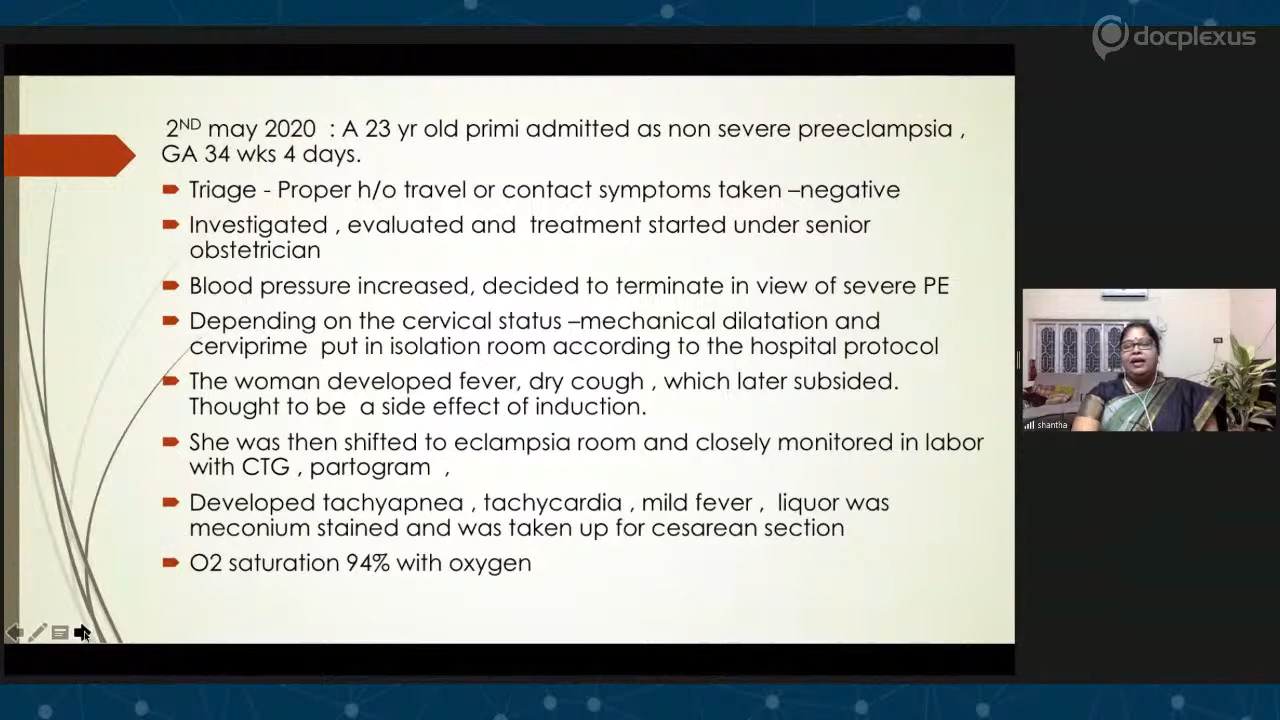 docplexus
2ND may 2020 : A 23 yr old primi admitted as non severe preeclampsia ,
GA 34 wks 4 days.
Triage - Proper h/o travel or contact symptoms taken –negative
Investigated , evaluated and treatment started under senior
obstetrician
Blood pressure increased, decided to terminate in view of severe PE
Depending on the cervical status –mechanical dilatation and
cerviprime put in isolation room according to the hospital protocol
The woman developed fever, dry cough , which later subsided.
Thought to be a side effect of induction.
She was then shifted to eclampsia room and closely monitored in labor
with CTG , partogram ,
Developed tachyapnea , tachycardia , mild fever , liquor was
meconium stained and was taken up for cesarean section
O2 saturation 94% with oxygen
shantha